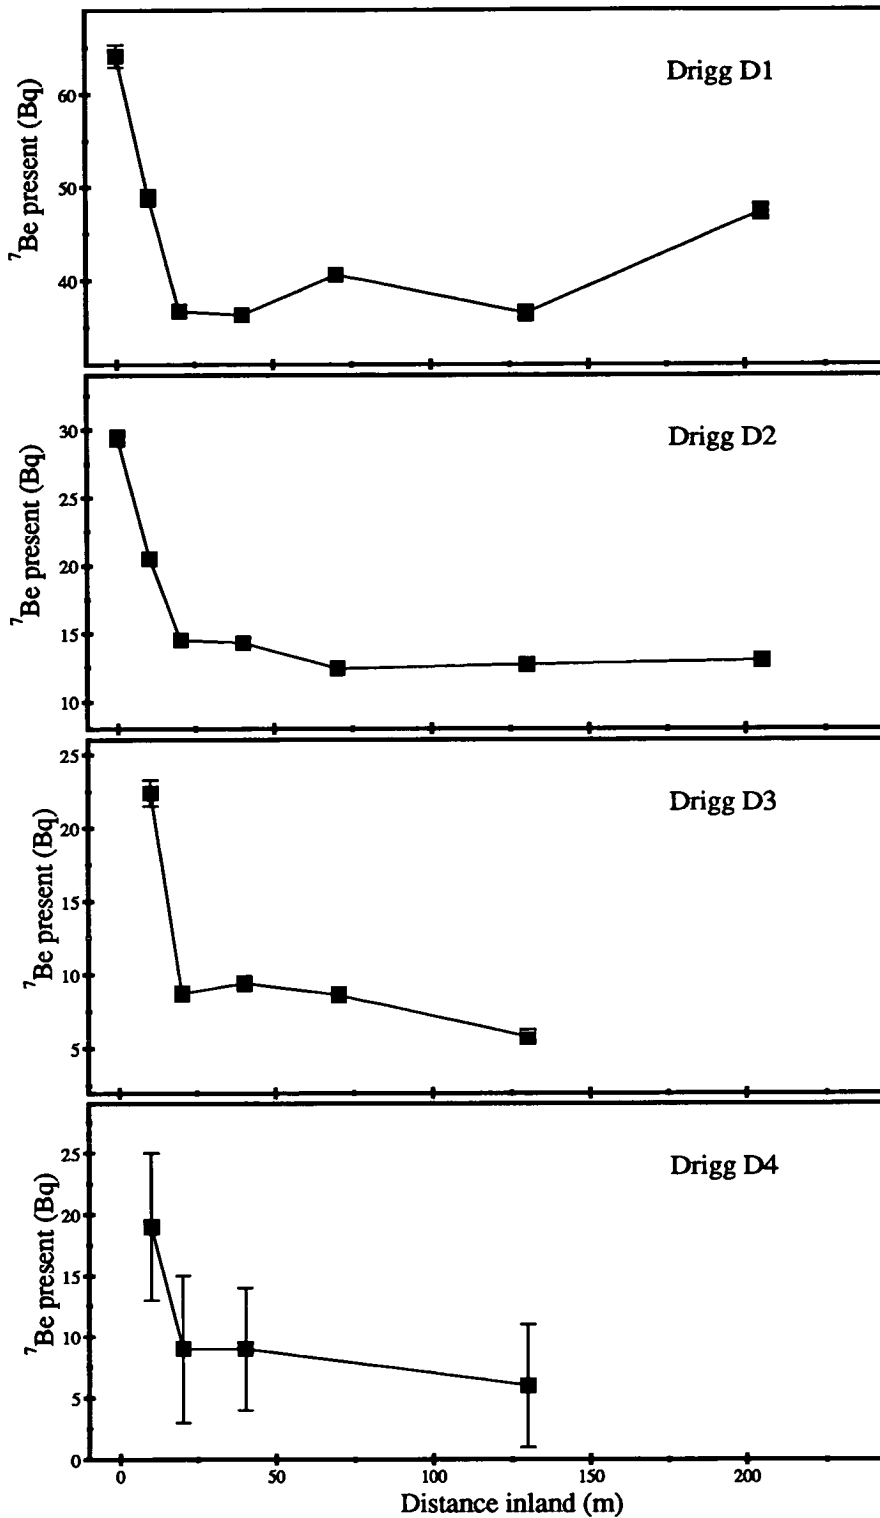 Drigg D1
⁷Be present (Bq)
60
50
40
Drigg D2
⁷Be present (Bq)
30
25
20
15
10
Drigg D3
⁷Be present (Bq)
25
20
15
10
5
Drigg D4
⁷Be present (Bq)
25
20
15
10
5
0
0 50 100 150 200
Distance inland (m)